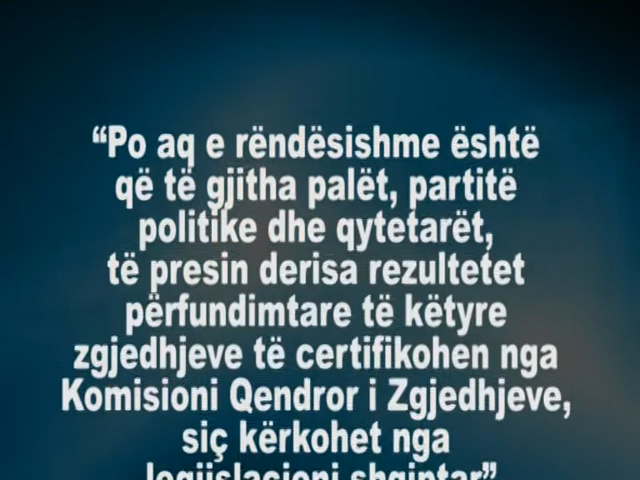 “Po aq e rëndësishme është
që të gjitha palët, partitë
politike dhe qytetarët,
të presin derisa rezultetet
përfundimtare të këtyre
zgjedhjeve të certifikohen nga
Komisioni Qendror i Zgjedhjeve,
siç kërkohet nga
legjislacioni shqiptar”